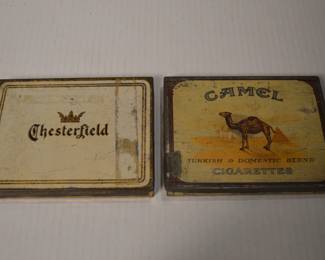 Chesterfield
CAMEL
TURKISH & DOMESTIC BLEND
CIGARETTES